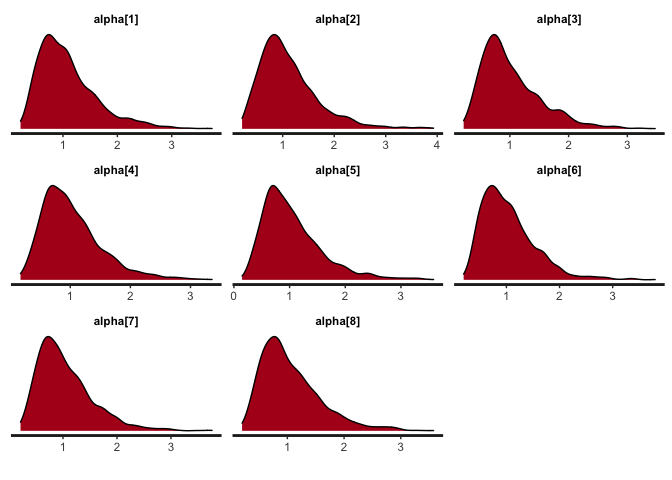 alpha[1] alpha[2] alpha[3]
1 2 3 1 2 3 4 1 2 3
alpha[4] alpha[5] alpha[6]
1 2 3 0 1 2 3 1 2 3
alpha[7] alpha[8]
1 2 3 1 2 3